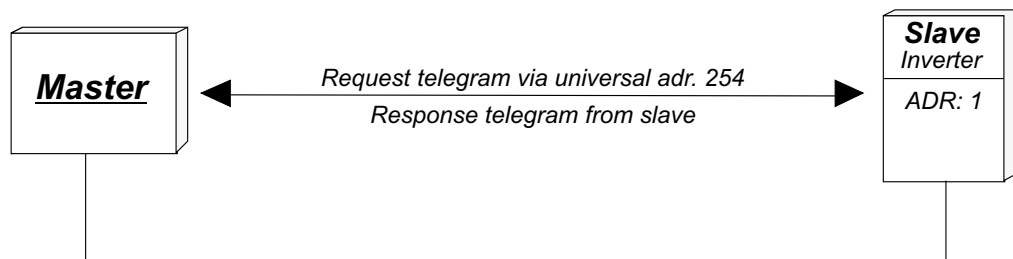 Master
Request telegram via universal adr. 254
Response telegram from slave
Slave
Inverter
ADR: 1